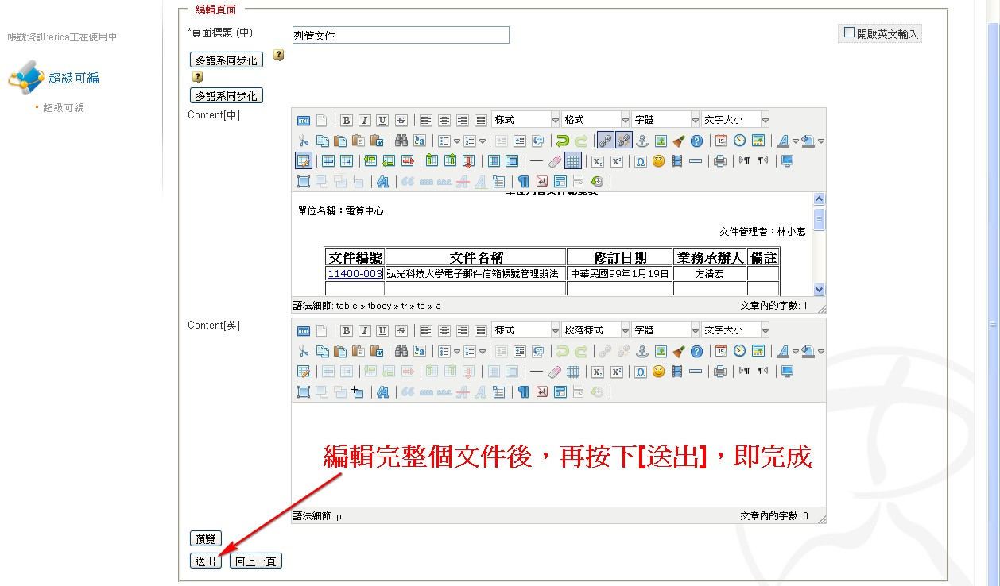 編輯頁面
帳號資訊:erica正在使用中
超級可編
超級可編
*頁面標題 (中)
列管文件
開啟英文輸入
多語系同步化
多語系同步化
Content[中]
樣式 格式 字體 文字大小
單位名稱：電算中心
文件管理者：林小惠
文件編號 文件名稱 修訂日期 業務承辦人 備註
11400-003 弘光科技大學電子郵件信箱帳號管理辦法 中華民國99年1月19日 方渚宏
語法細節: table » tbody » tr » td » a
文章內的字數: 1
Content[英]
樣式 段落樣式 字體 文字大小
編輯完整個文件後，再按下[送出]，即完成
語法細節: p
文章內的字數: 0
預覽
送出 回上一頁